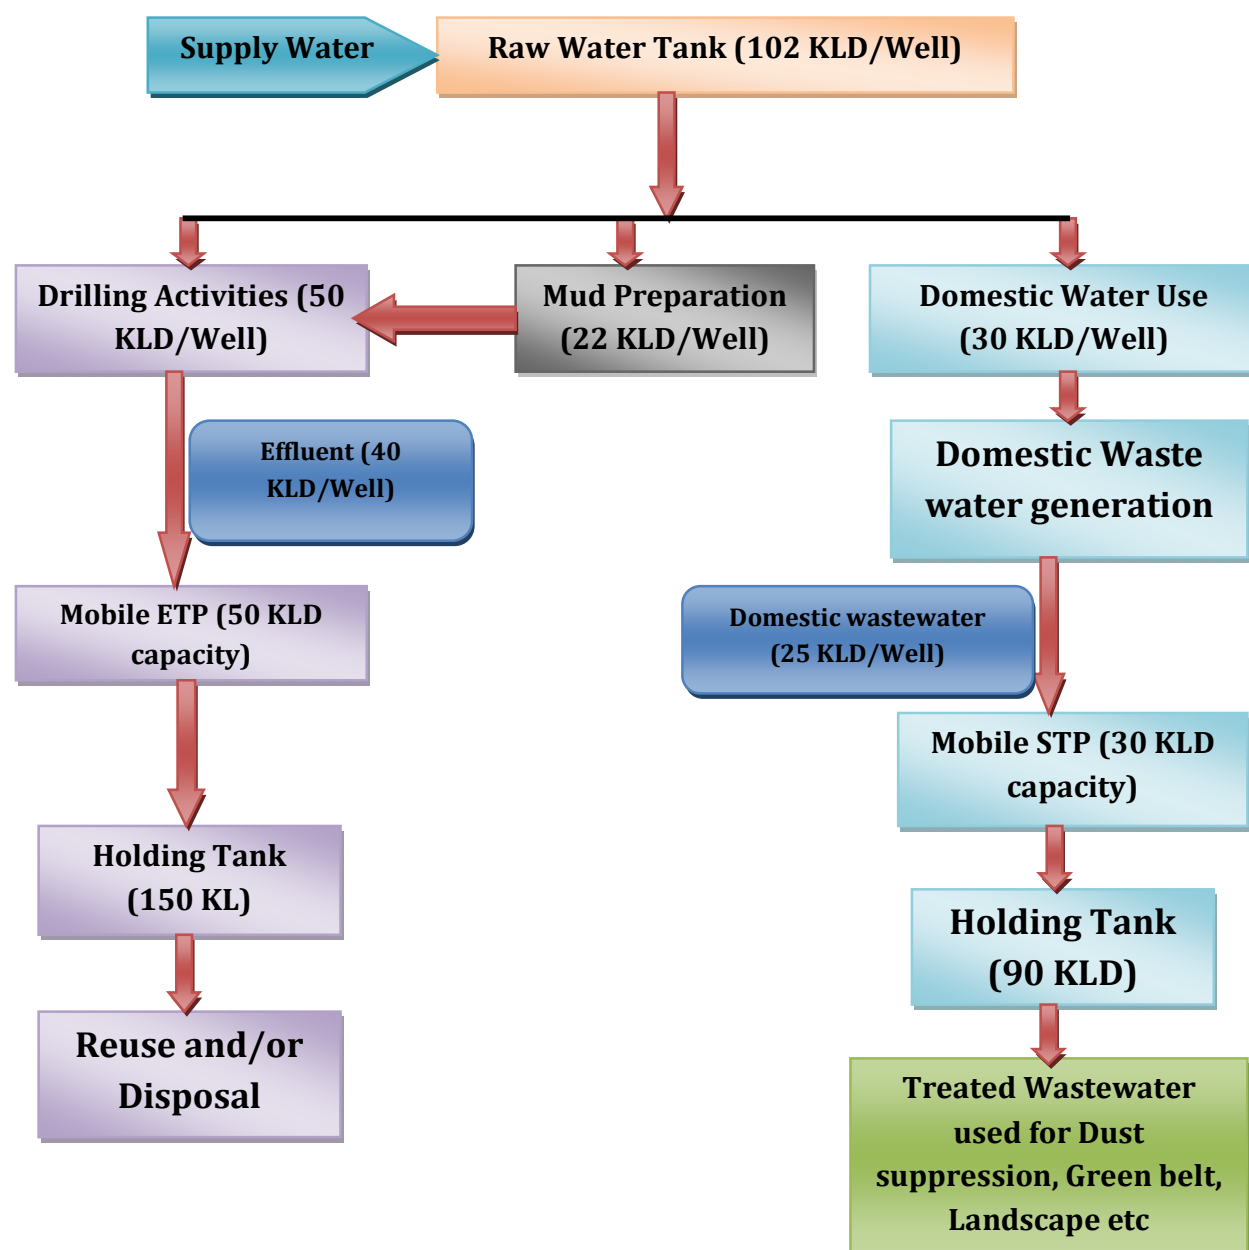 Supply Water
Raw Water Tank (102 KLD/Well)
Drilling Activities (50
KLD/Well)
Mud Preparation
(22 KLD/Well)
Domestic Water Use
(30 KLD/Well)
Effluent (40
KLD/Well)
Domestic Waste
water generation
Mobile ETP (50 KLD
capacity)
Domestic wastewater
(25 KLD/Well)
Mobile STP (30 KLD
capacity)
Holding Tank
(150 KL)
Holding Tank
(90 KLD)
Reuse and/or
Disposal
Treated Wastewater
used for Dust
suppression, Green belt,
Landscape etc